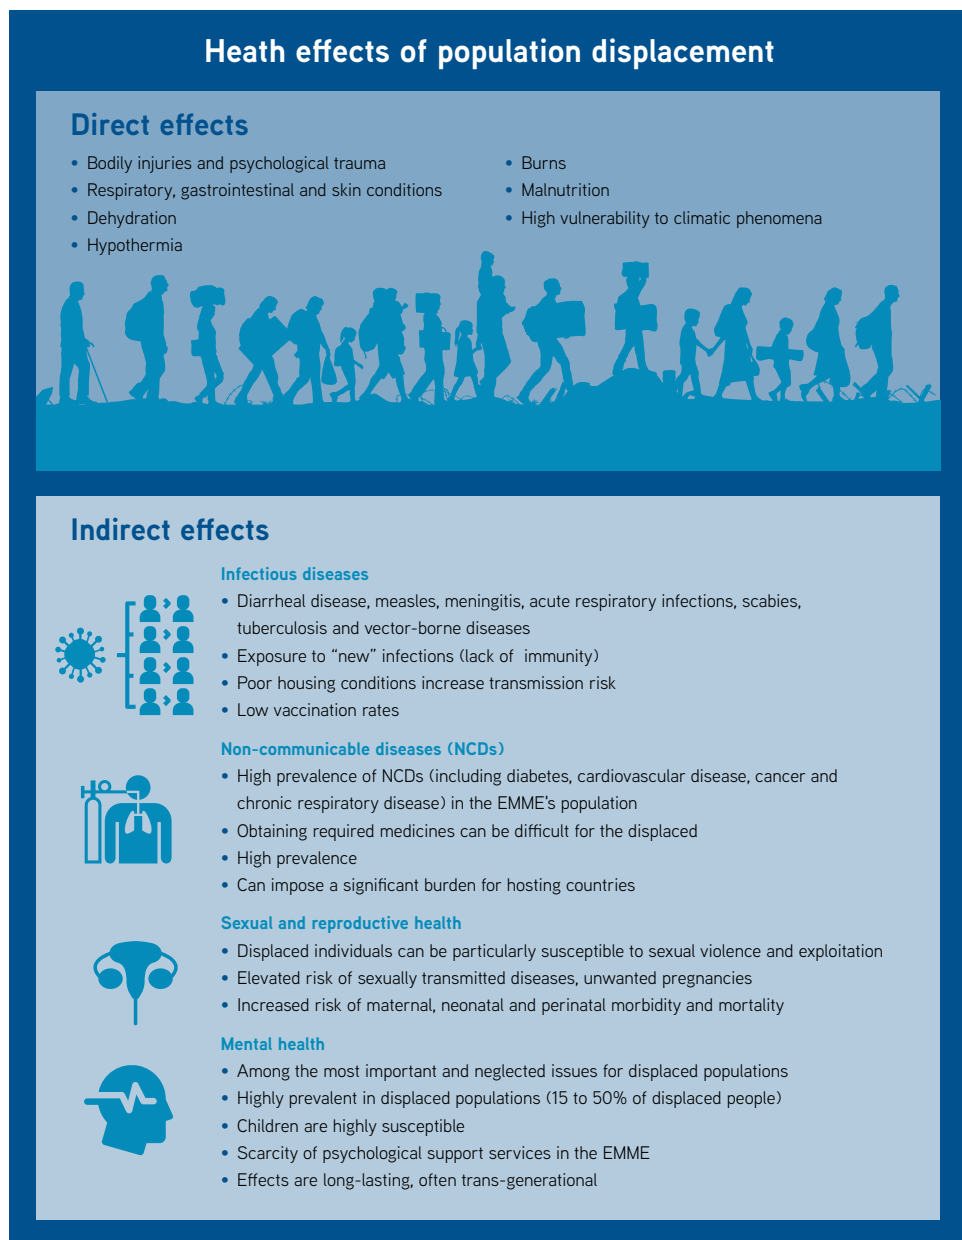 Heath effects of population displacement
Direct effects
• Bodily injuries and psychological trauma
• Respiratory, gastrointestinal and skin conditions
• Dehydration
• Hypothermia
• Burns
• Malnutrition
• High vulnerability to climatic phenomena
Indirect effects
Infectious diseases
• Diarrheal disease, measles, meningitis, acute respiratory infections, scabies,
tuberculosis and vector-borne diseases
• Exposure to “new” infections (lack of immunity)
• Poor housing conditions increase transmission risk
• Low vaccination rates
Non-communicable diseases (NCDs)
• High prevalence of NCDs (including diabetes, cardiovascular disease, cancer and
chronic respiratory disease) in the EMME's population
• Obtaining required medicines can be difficult for the displaced
• High prevalence
• Can impose a significant burden for hosting countries
Sexual and reproductive health
• Displaced individuals can be particularly susceptible to sexual violence and exploitation
• Elevated risk of sexually transmitted diseases, unwanted pregnancies
• Increased risk of maternal, neonatal and perinatal morbidity and mortality
Mental health
• Among the most important and neglected issues for displaced populations
• Highly prevalent in displaced populations (15 to 50% of displaced people)
• Children are highly susceptible
• Scarcity of psychological support services in the EMME
• Effects are long-lasting, often trans-generational